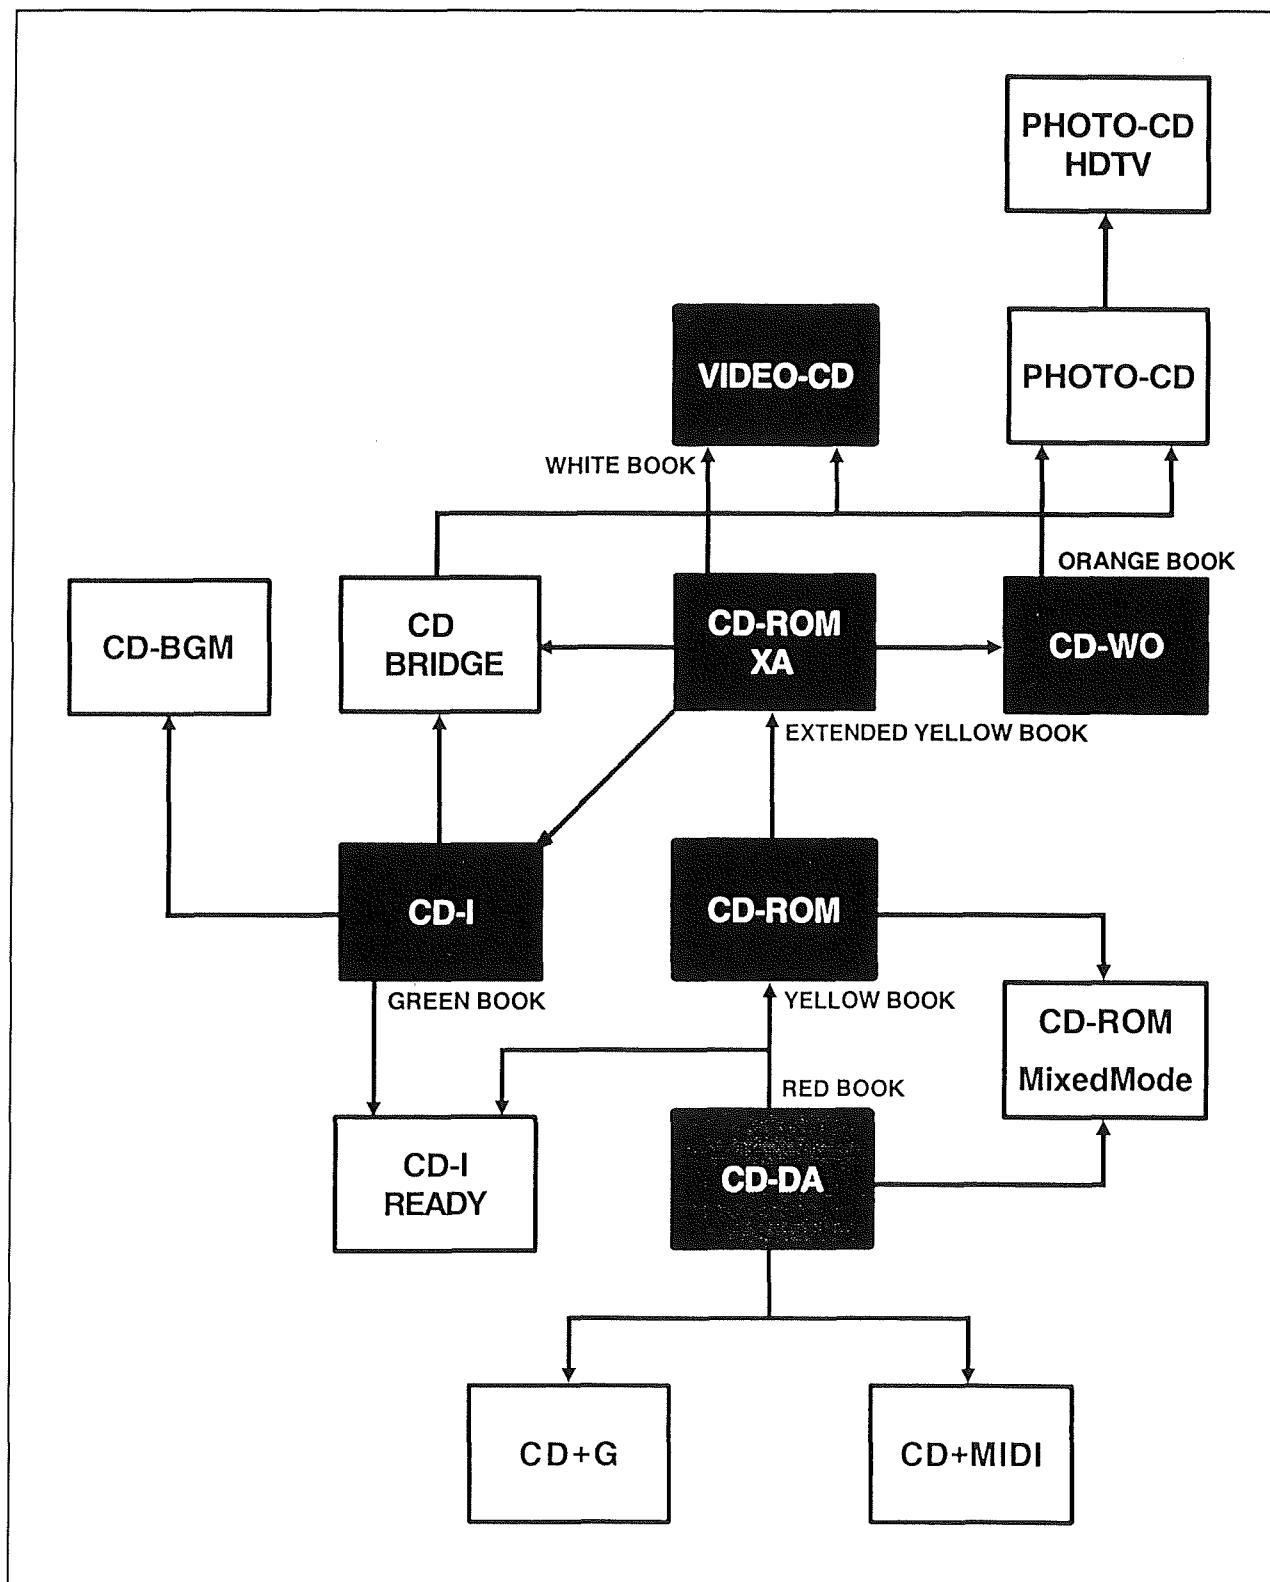 PHOTO-CD
HDTV
VIDEO-CD
PHOTO-CD
WHITE BOOK
ORANGE BOOK
CD-BGM
CD
BRIDGE
CD-ROM
XA
CD-WO
EXTENDED YELLOW BOOK
CD-I
CD-ROM
GREEN BOOK
YELLOW BOOK
CD-ROM
MixedMode
RED BOOK
CD-I
READY
CD-DA
CD+G
CD+MIDI